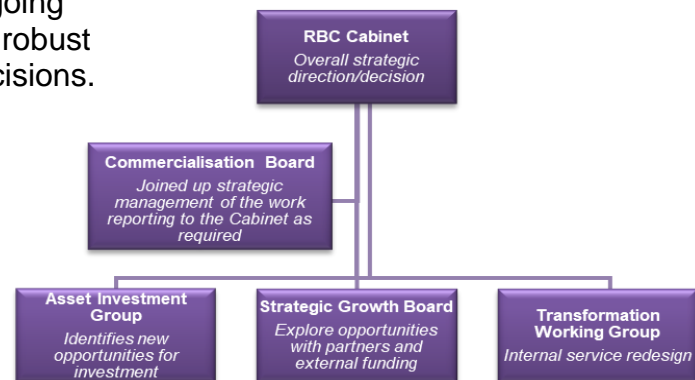 going
robust
cisions.
RBC Cabinet
Overall strategic
direction/decision
Commercialisation Board
Joined up strategic
management of the work
reporting to the Cabinet as
required
Asset Investment
Group
Identifies new
opportunities for
investment
Strategic Growth Board
Explore opportunities
with partners and
external funding
Transformation
Working Group
Internal service redesign